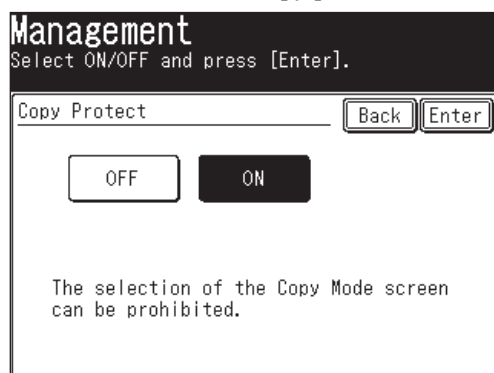 Management
Select ON/OFF and press [Enter].
Copy Protect
Back Enter
OFF ON
The selection of the Copy Mode screen
can be prohibited.